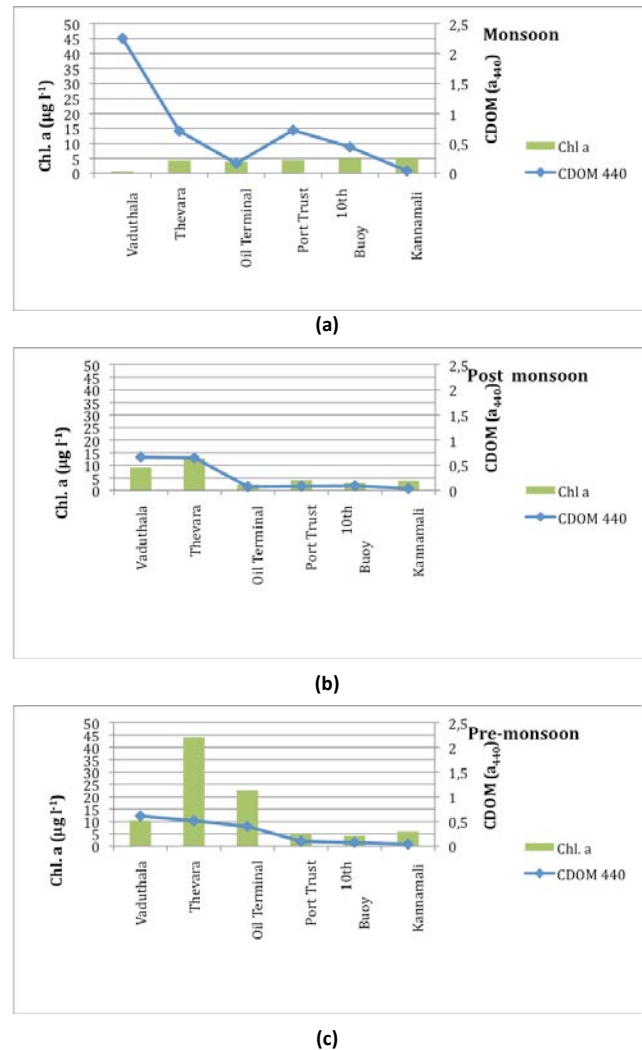 Monsoon
Chl. a (µg l⁻¹)
50
45
40
35
30
25
20
15
10
5
0
2,5
2
1,5
1
0,5
0
CDOM (a₄₄₀)
Vaduthala
Thevara
Oil Terminal
Port Trust
10th
Buoy
Kannamali
Chl a
CDOM 440
(a)
Post monsoon
Chl. a (µg l⁻¹)
50
45
40
35
30
25
20
15
10
5
0
2,5
2
1,5
1
0,5
0
CDOM (a₄₄₀)
Vaduthala
Thevara
Oil Terminal
Port Trust
10th
Buoy
Kannamali
Chl a
CDOM 440
(b)
Pre-monsoon
Chl. a (µg l⁻¹)
50
45
40
35
30
25
20
15
10
5
0
2,5
2
1,5
1
0,5
0
CDOM (a₄₄₀)
Vaduthala
Thevara
Oil Terminal
Port Trust
10th
Buoy
Kannamali
Chl. a
CDOM 440
(c)